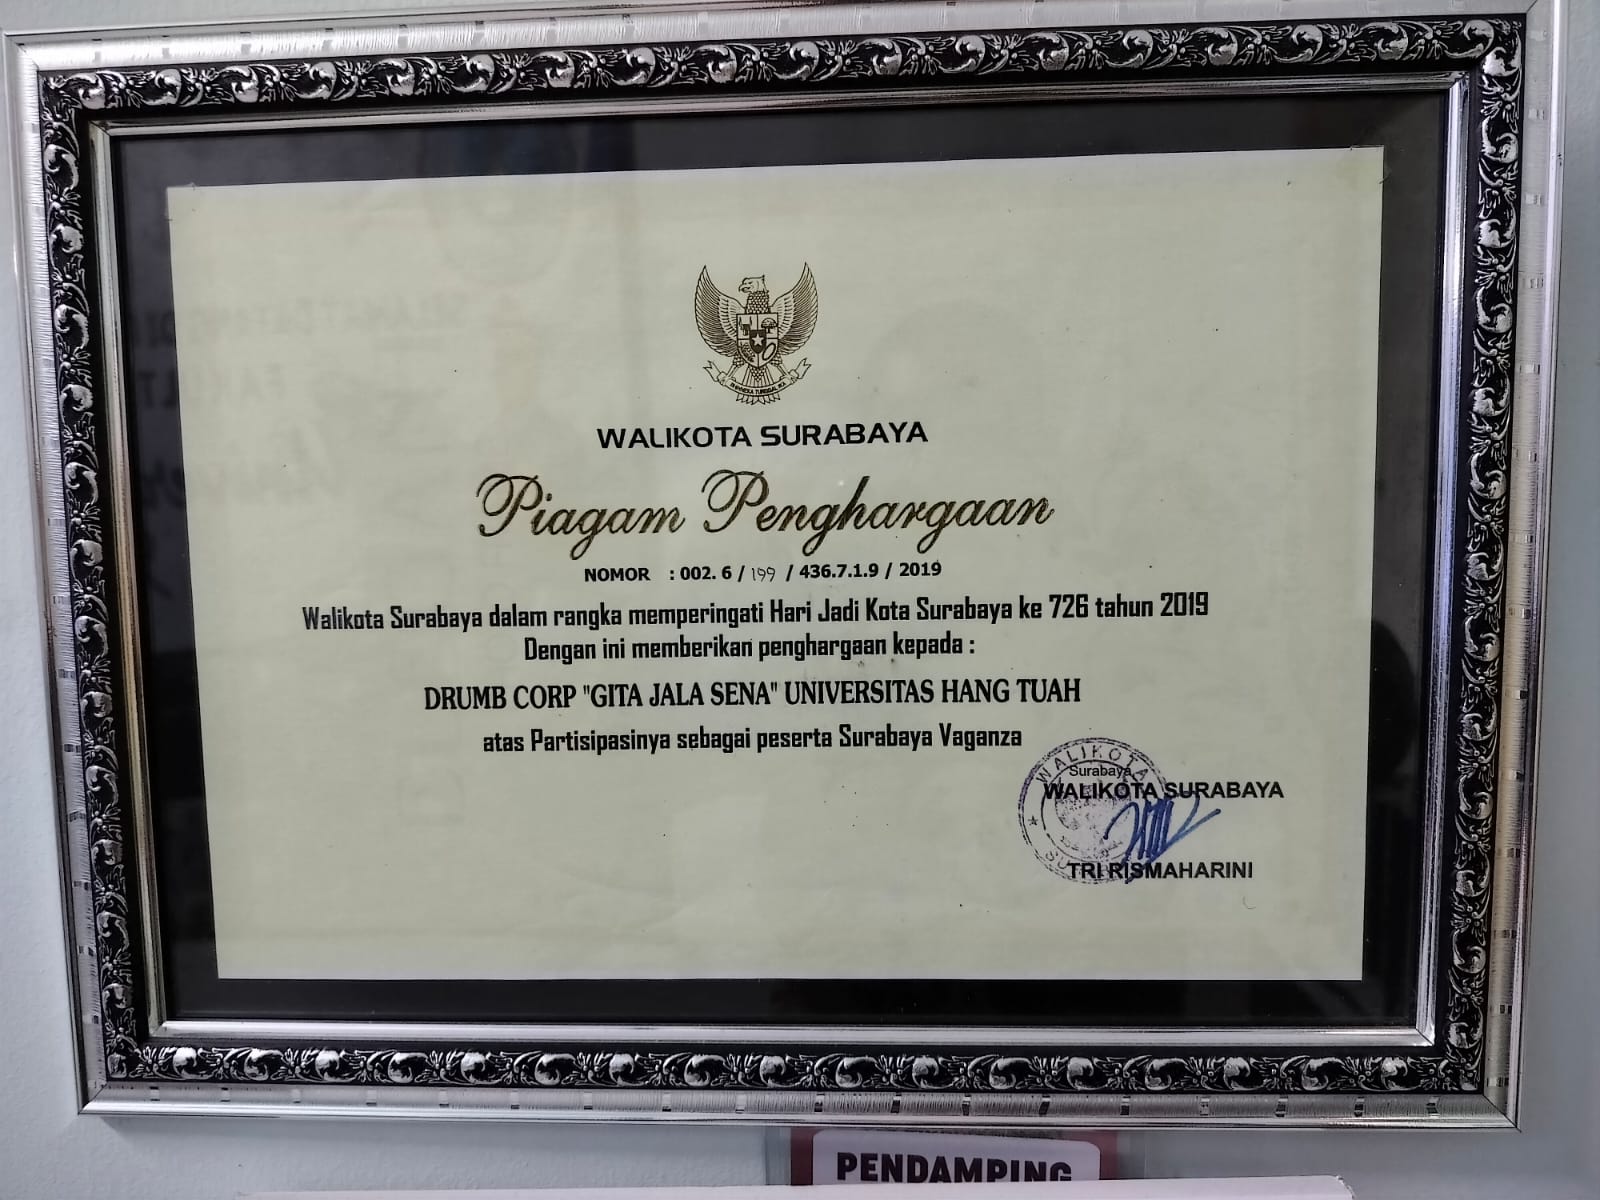 WALIKOTA SURABAYA
Piagam Penghargaan
NOMOR : 002. 6 / 199 / 436.7.1.9 / 2019
Walikota Surabaya dalam rangka memperingati Hari Jadi Kota Surabaya ke 726 tahun 2019
Dengan ini memberikan penghargaan kepada :
DRUMB CORP "GITA JALA SENA" UNIVERSITAS HANG TUAH
atas Partisipasinya sebagai peserta Surabaya Vaganza
WALIKOTA
Surabaya
WALIKOTA SURABAYA
TRI RISMAHARINI
PENDAMPING